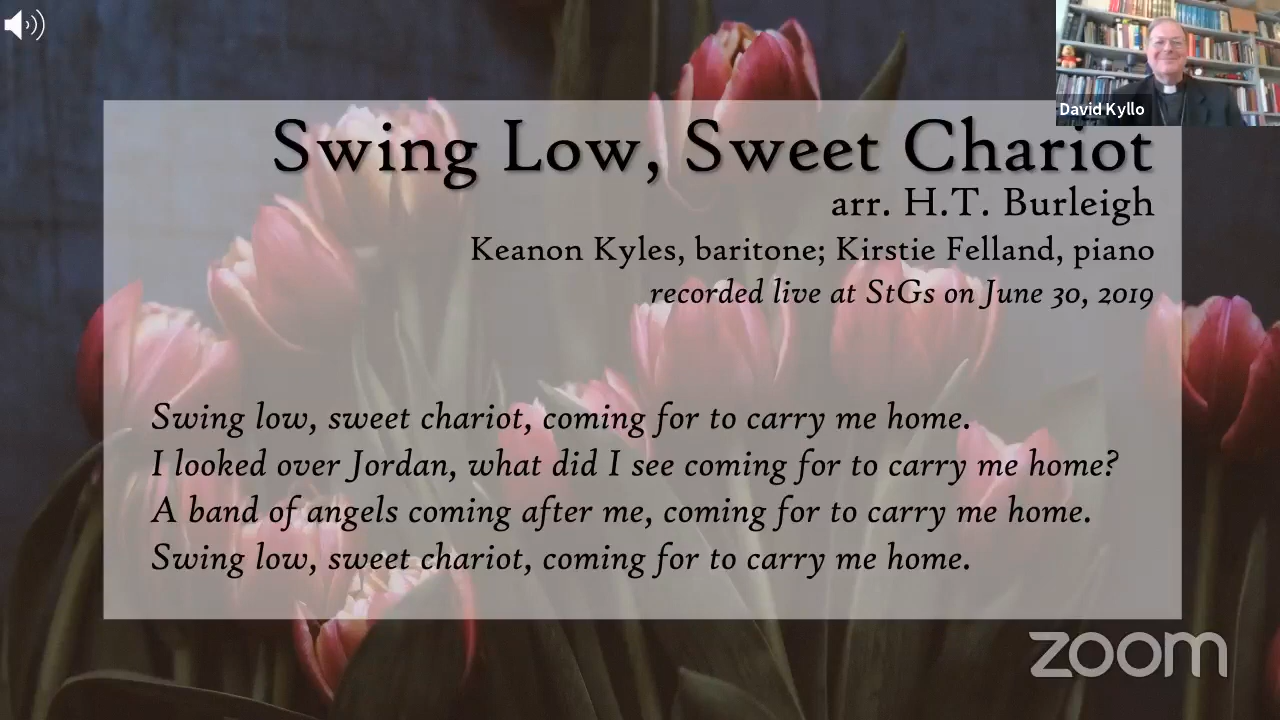 David Kyllo
Swing Low, Sweet Chariot
arr. H.T. Burleigh
Keanon Kyles, baritone; Kirstie Felland, piano
recorded live at StGs on June 30, 2019
Swing low, sweet chariot, coming for to carry me home.
I looked over Jordan, what did I see coming for to carry me home?
A band of angels coming after me, coming for to carry me home.
Swing low, sweet chariot, coming for to carry me home.
zoom